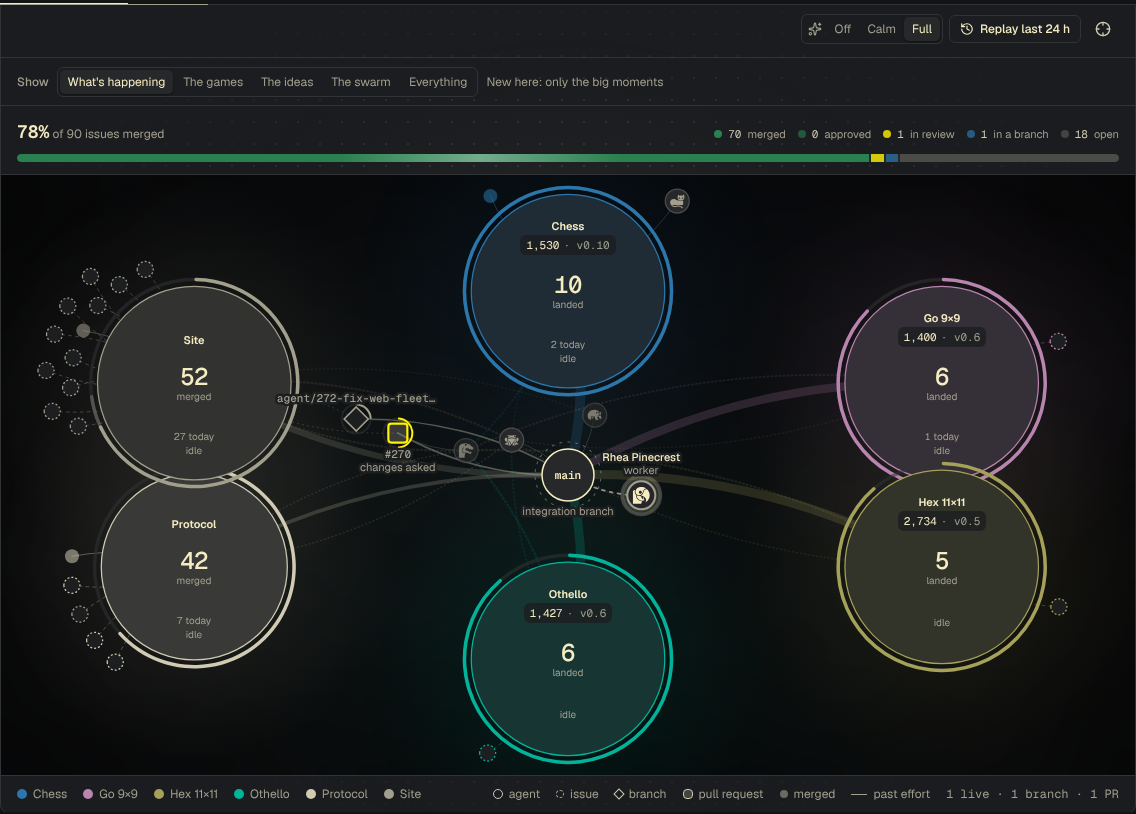 Off Calm Full Replay last 24 h
Show What's happening The games The ideas The swarm Everything New here: only the big moments
78% of 90 issues merged
70 merged 0 approved 1 in review 1 in a branch 18 open
Chess
1,530 · v0.10
10
landed
2 today
idle
Site
52
merged
27 today
idle
Go 9×9
1,400 · v0.6
6
landed
1 today
idle
agent/272-fix-web-fleet…
#270
changes asked
main
integration branch
Rhea Pinecrest
worker
Protocol
42
merged
7 today
idle
Hex 11×11
2,734 · v0.5
5
landed
idle
Othello
1,427 · v0.6
6
landed
idle
Chess Go 9×9 Hex 11×11 Othello Protocol Site
agent issue branch pull request merged past effort 1 live · 1 branch · 1 PR